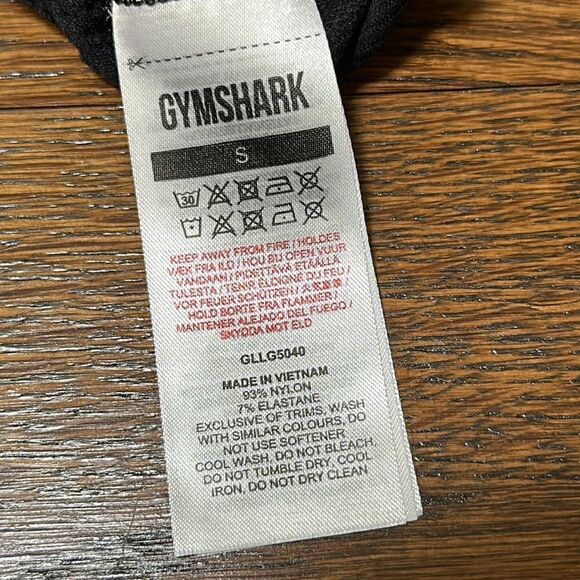 GYMSHARK
S
30
KEEP AWAY FROM FIRE / HOLDES
VÆK FRA ILD / HOU BIJ OPEN VUUR
VANDAAN / PIDETTÄVÄ ETÄÄLLÄ
TULESTA / TENIR ÉLOIGNÉ DU FEU /
VOR FEUER SCHÜTZEN! /
HOLD BORTE FRA FLAMMER! /
MANTENER ALEJADO DEL FUEGO /
SKYDDA MOT ELD
GLLG5040
MADE IN VIETNAM
93% NYLON
7% ELASTANE
EXCLUSIVE OF TRIMS, WASH
WITH SIMILAR COLOURS, DO
NOT USE SOFTENER
COOL WASH, DO NOT BLEACH,
DO NOT TUMBLE DRY, COOL
IRON, DO NOT DRY CLEAN